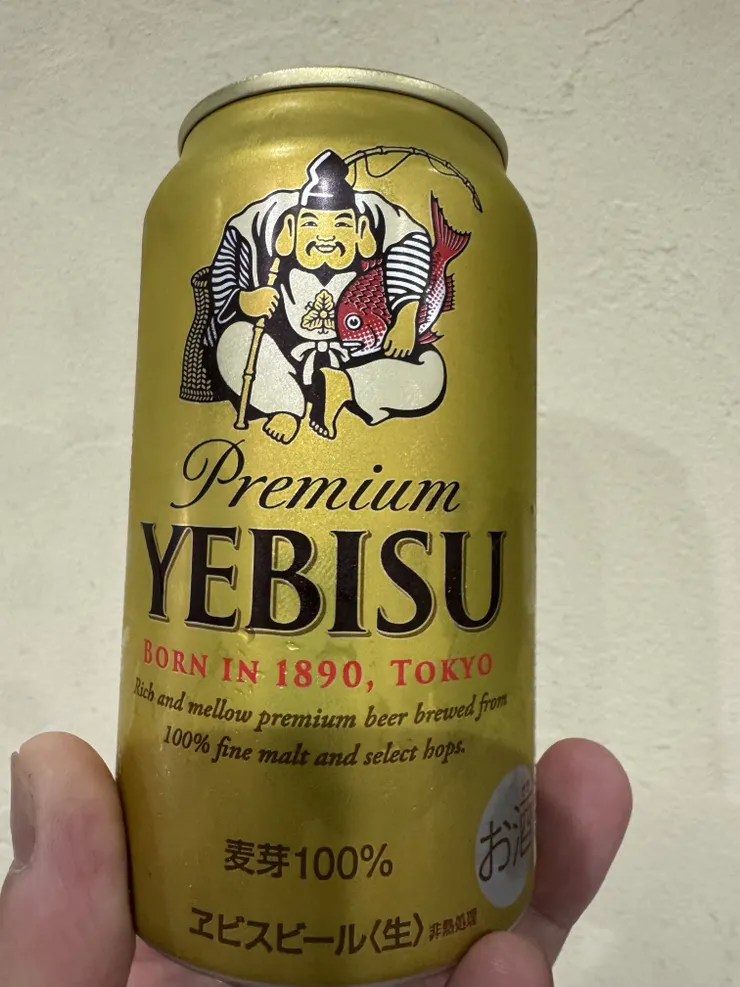 Premium
YEBISU
BORN IN 1890, TOKYO
Rich and mellow premium beer brewed from
100% fine malt and select hops.
お酒
麦芽100%
ヱビスビール〈生〉非熱処理